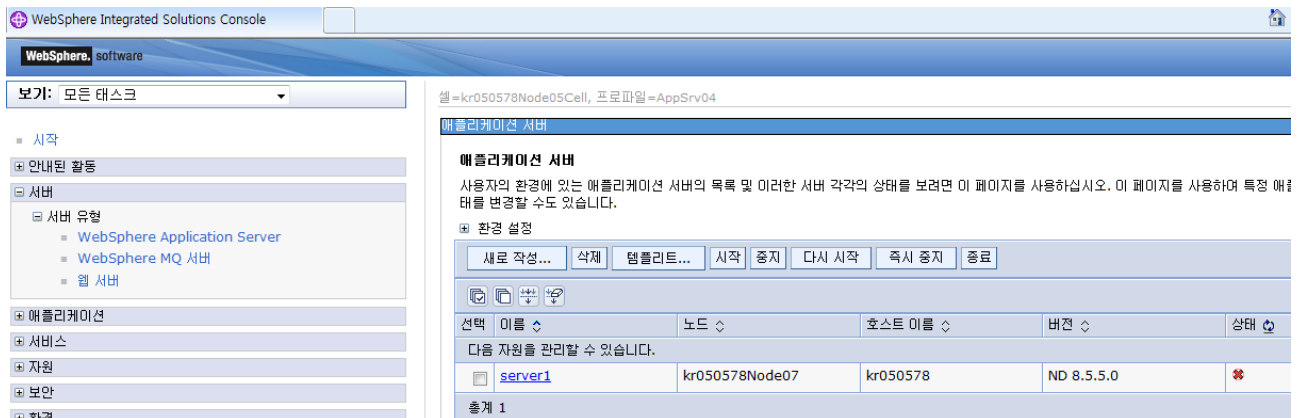 WebSphere Integrated Solutions Console
WebSphere. software
보기: 모든 태스크
셀=kr050578Node05Cell, 프로파일=AppSrv04
시작
안내된 활동
서버
서버 유형
WebSphere Application Server
WebSphere MQ 서버
웹 서버
애플리케이션
서비스
자원
보안
환경
애플리케이션 서버
애플리케이션 서버
사용자의 환경에 있는 애플리케이션 서버의 목록 및 이러한 서버 각각의 상태를 보려면 이 페이지를 사용하십시오. 이 페이지를 사용하여 특정
태를 변경할 수도 있습니다.
환경 설정
새로 작성... 삭제 템플리트... 시작 중지 다시 시작 즉시 중지 종료
선택 이름 노드 호스트 이름 버전 상태
다음 자원을 관리할 수 있습니다.
server1 kr050578Node07 kr050578 ND 8.5.5.0
총계 1